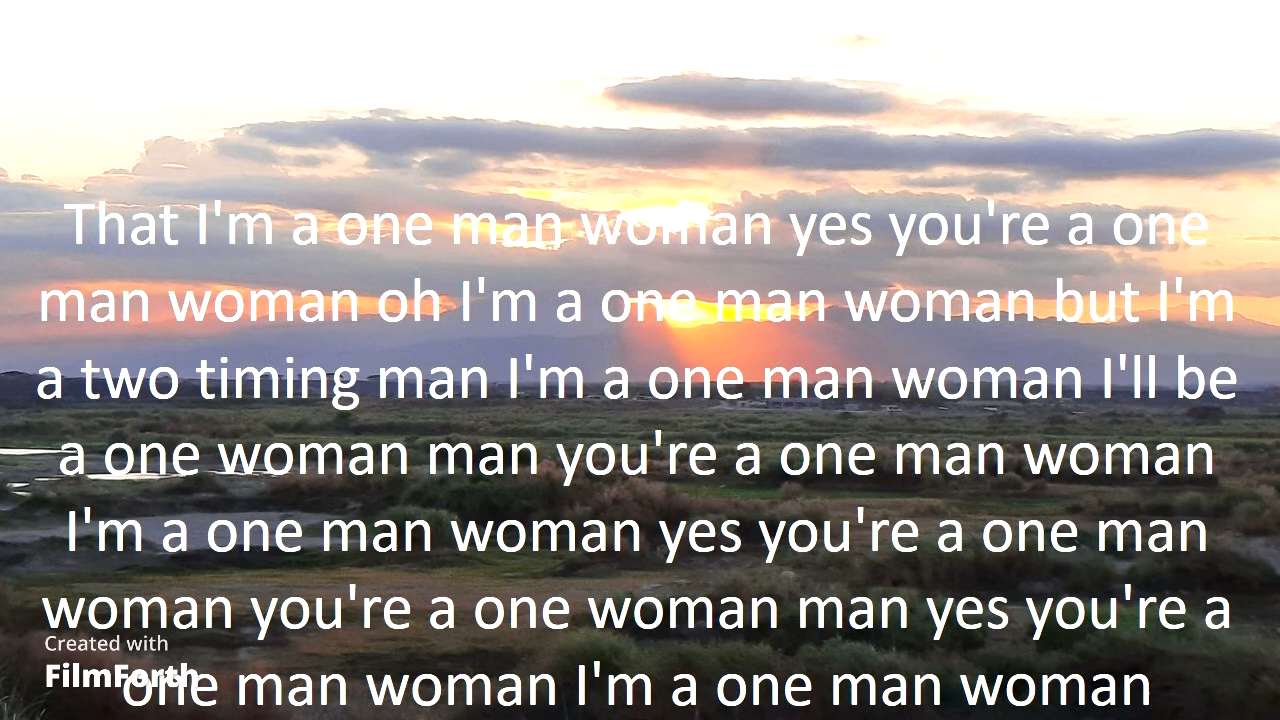 That I'm a one man woman yes you're a one
man woman oh I'm a one man woman but I'm
a two timing man I'm a one man woman I'll be
a one woman man you're a one man woman
I'm a one man woman yes you're a one man
woman you're a one woman man yes you're a
Created with
FilmForth
one man woman I'm a one man woman